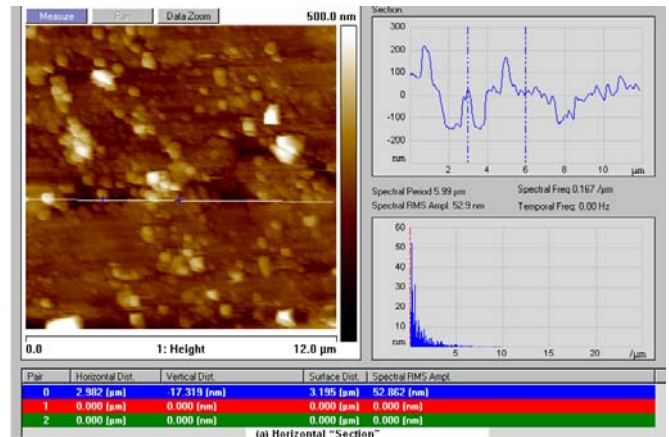 Measure Run Data Zoom 500.0 nm
0.0 1: Height 12.0 µm
Section
300
200
100
0
-100
-200
nm
2 4 6 8 10 µm
Spectral Period 5.99 µm Spectral Freq 0.167 /µm
Spectral RMS Ampl. 52.9 nm Temporal Freq: 0.00 Hz
60
50
40
30
20
10
nm
5 10 20 /µm
Pair Horizontal Dist. Vertical Dist. Surface Dist. Spectral RMS Ampl.
0 2.982 (µm) -17.319 (nm) 3.195 (µm) 52.862 (nm)
1 0.000 (µm) 0.000 (nm) 0.000 (µm) 0.000 (nm)
2 0.000 (µm) 0.000 (nm) 0.000 (µm) 0.000 (nm)
(a) Horizontal "Section"